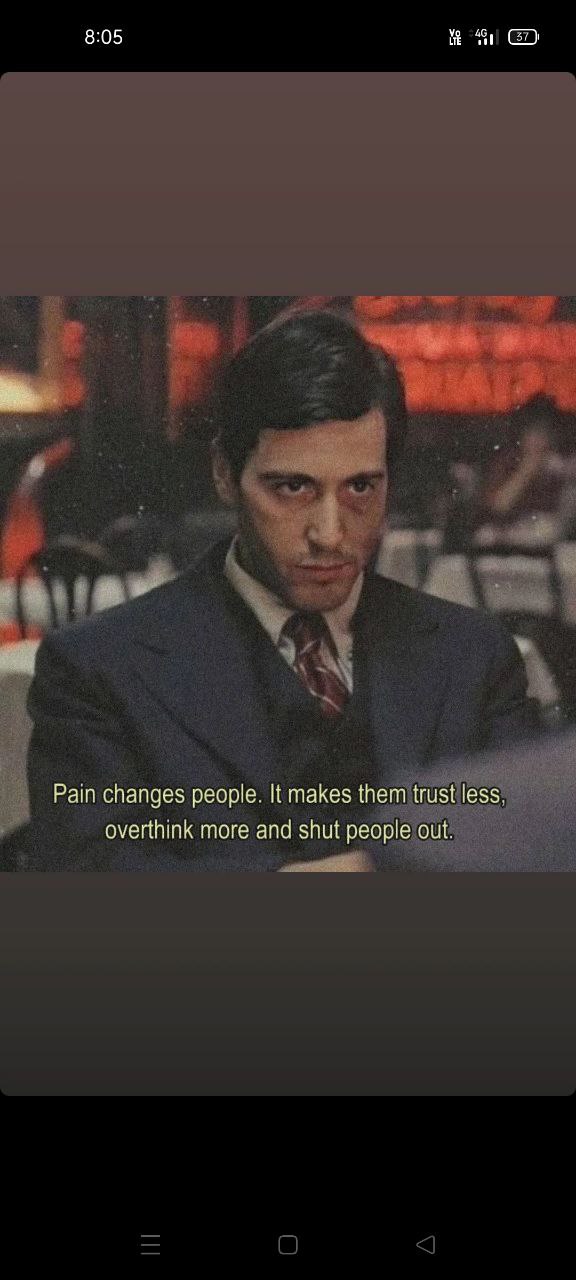 8:05
Vo
LTE
4G
37
Pain changes people. It makes them trust less,
overthink more and shut people out.